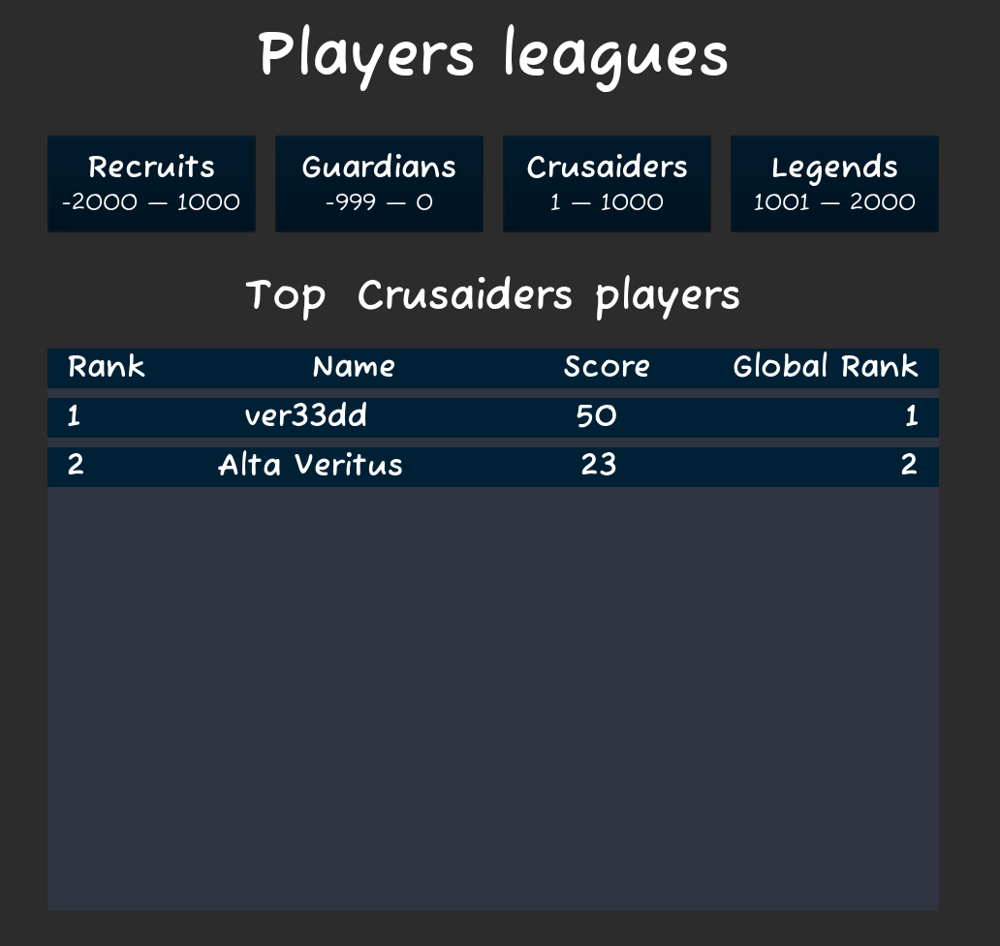 Players leagues
Recruits Guardians Crusaiders Legends
-2000 — 1000 -999 — 0 1 — 1000 1001 — 2000
Top Crusaiders players
Rank Name Score Global Rank
1 ver33dd 50 1
2 Alta Veritus 23 2